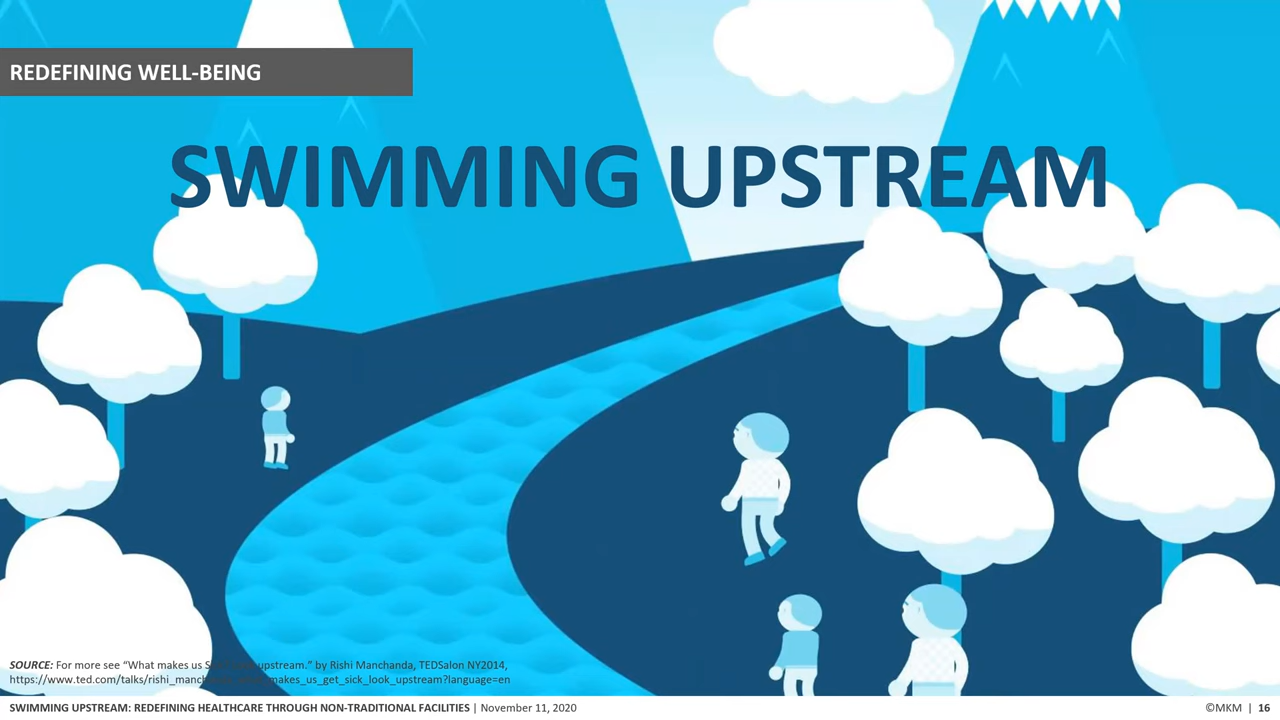 REDEFINING WELL-BEING
SWIMMING UPSTREAM
SOURCE: For more see “What makes us upstream.” by Rishi Manchanda, TEDSalon NY2014,
https://www.ted.com/talks/rishi_manchanda_what_makes_us_get_sick_look_upstream?language=en
SWIMMING UPSTREAM: REDEFINING HEALTHCARE THROUGH NON-TRADITIONAL FACILITIES | November 11, 2020
©MKM | 16